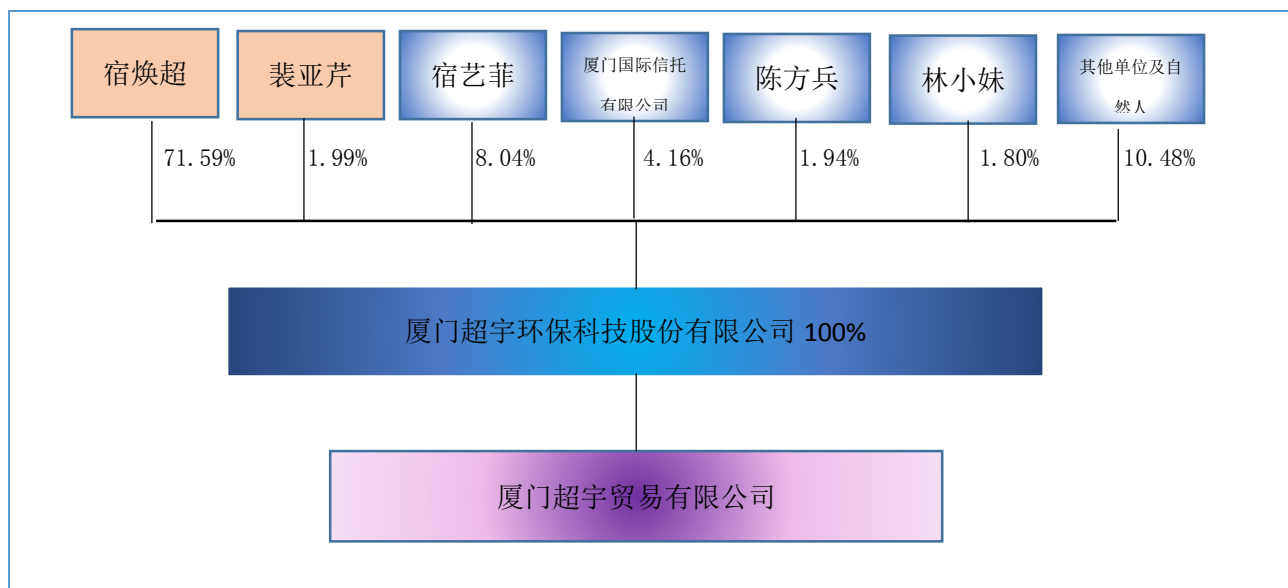 宿焕超
裴亚芹
宿艺菲
厦门国际信托
有限公司
陈方兵
林小妹
其他单位及自
然人
71.59%
1.99%
8.04%
4.16%
1.94%
1.80%
10.48%
厦门超宇环保科技股份有限公司 100%
厦门超宇贸易有限公司